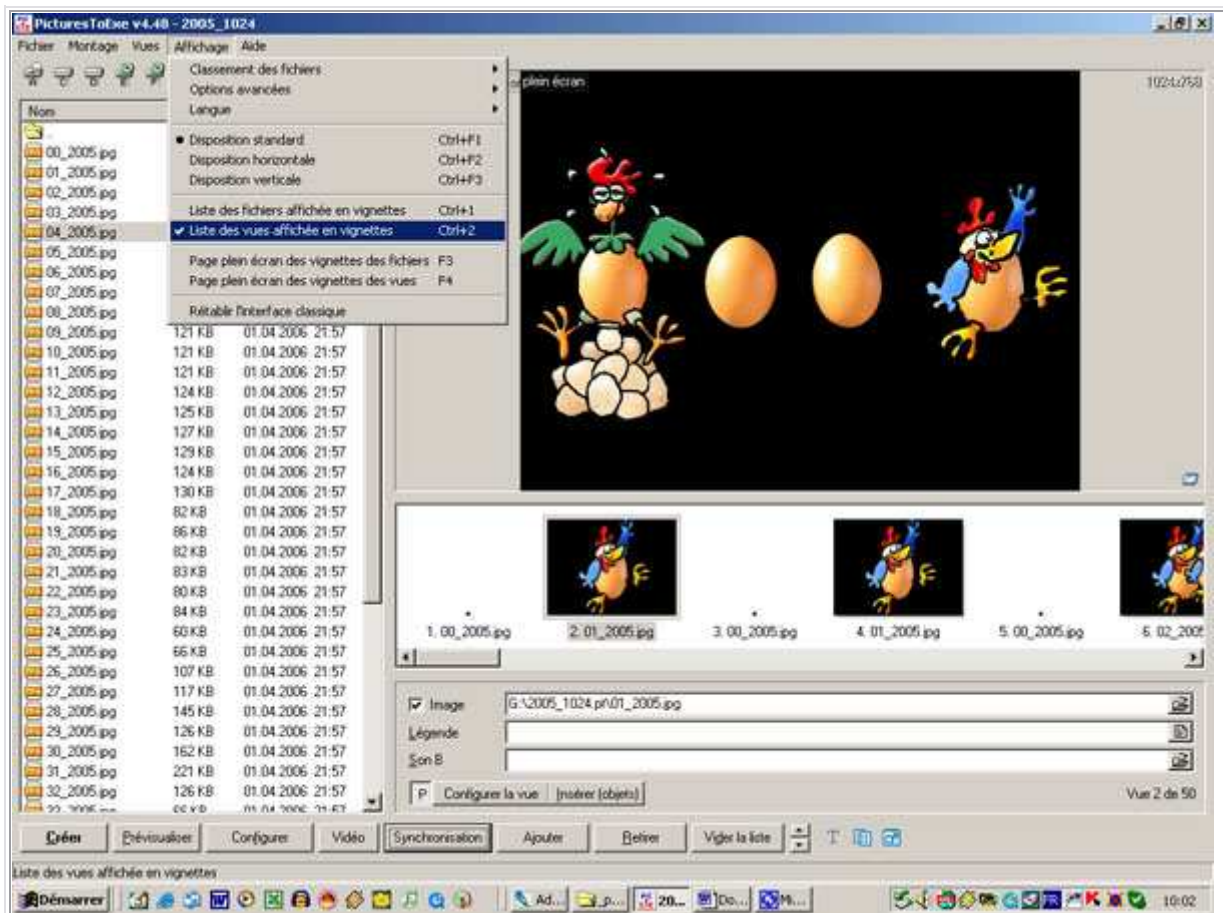 PicturesToExe v4.48 - 2005_1024
Fichier Montage Vues Affichage Aide
Classement des fichiers
Options avancées
Langue
Disposition standard Ctrl+F1
Disposition horizontale Ctrl+F2
Disposition verticale Ctrl+F3
Liste des fichiers affichée en vignettes Ctrl+1
Liste des vues affichée en vignettes Ctrl+2
Page plein écran des vignettes des fichiers F3
Page plein écran des vignettes des vues F4
Rétablir l'interface classique
plein écran
1024x768
Nom
00_2005.jpg
01_2005.jpg
02_2005.jpg
03_2005.jpg
04_2005.jpg
05_2005.jpg
06_2005.jpg
07_2005.jpg
08_2005.jpg
09_2005.jpg 121 KB 01.04.2006 21:57
10_2005.jpg 121 KB 01.04.2006 21:57
11_2005.jpg 121 KB 01.04.2006 21:57
12_2005.jpg 124 KB 01.04.2006 21:57
13_2005.jpg 125 KB 01.04.2006 21:57
14_2005.jpg 127 KB 01.04.2006 21:57
15_2005.jpg 129 KB 01.04.2006 21:57
16_2005.jpg 124 KB 01.04.2006 21:57
17_2005.jpg 130 KB 01.04.2006 21:57
18_2005.jpg 82 KB 01.04.2006 21:57
19_2005.jpg 86 KB 01.04.2006 21:57
20_2005.jpg 82 KB 01.04.2006 21:57
21_2005.jpg 83 KB 01.04.2006 21:57
22_2005.jpg 80 KB 01.04.2006 21:57
23_2005.jpg 84 KB 01.04.2006 21:57
24_2005.jpg 60 KB 01.04.2006 21:57
25_2005.jpg 66 KB 01.04.2006 21:57
26_2005.jpg 107 KB 01.04.2006 21:57
27_2005.jpg 117 KB 01.04.2006 21:57
28_2005.jpg 145 KB 01.04.2006 21:57
29_2005.jpg 126 KB 01.04.2006 21:57
30_2005.jpg 162 KB 01.04.2006 21:57
31_2005.jpg 221 KB 01.04.2006 21:57
32_2005.jpg 126 KB 01.04.2006 21:57
1. 00_2005.jpg
2. 01_2005.jpg
3. 00_2005.jpg
4. 01_2005.jpg
5. 00_2005.jpg
6. 02_200
Image G:\2005_1024.prl\01_2005.jpg
Légende
Son B
P Configurer la vue Insérer (objets) Vue 2 de 50
Créer Prévisualiser Configurer Vidéo Synchronisation Ajouter Retirer Vider la liste
Liste des vues affichée en vignettes
Démarrer Ad... _p... 20... Do... Mi... 10:02